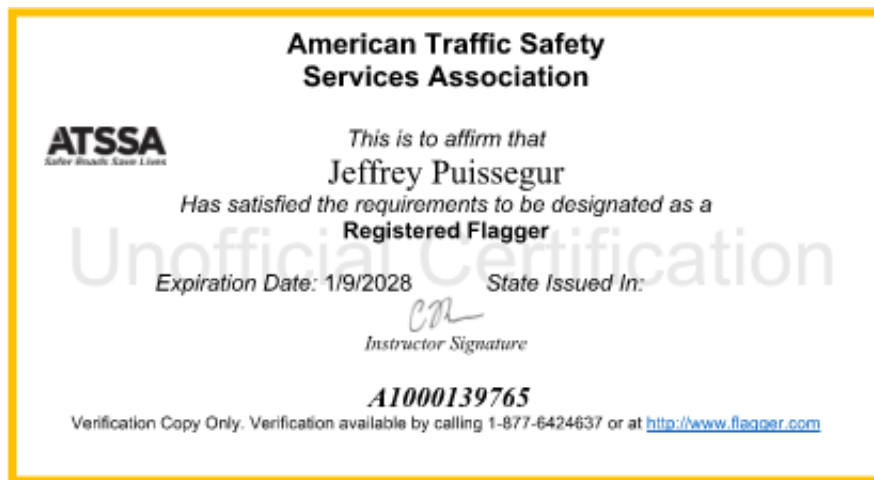 American Traffic Safety
Services Association
ATSSA
Safer Roads Save Lives
This is to affirm that
Jeffrey Puissegur
Has satisfied the requirements to be designated as a
Registered Flagger
Unofficial Certification
Expiration Date: 1/9/2028 State Issued In:
Instructor Signature
A1000139765
Verification Copy Only. Verification available by calling 1-877-6424637 or at http://www.flagger.com